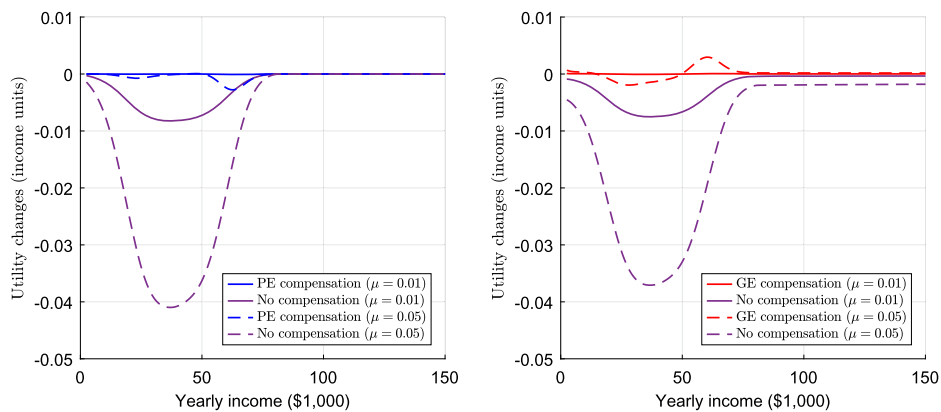 0.01
0
-0.01
-0.02
-0.03
-0.04
-0.05
Utility changes (income units)
PE compensation (μ = 0.01)
No compensation (μ = 0.01)
PE compensation (μ = 0.05)
No compensation (μ = 0.05)
0 50 100 150
Yearly income ($1,000)
0.01
0
-0.01
-0.02
-0.03
-0.04
-0.05
Utility changes (income units)
GE compensation (μ = 0.01)
No compensation (μ = 0.01)
GE compensation (μ = 0.05)
No compensation (μ = 0.05)
0 50 100 150
Yearly income ($1,000)